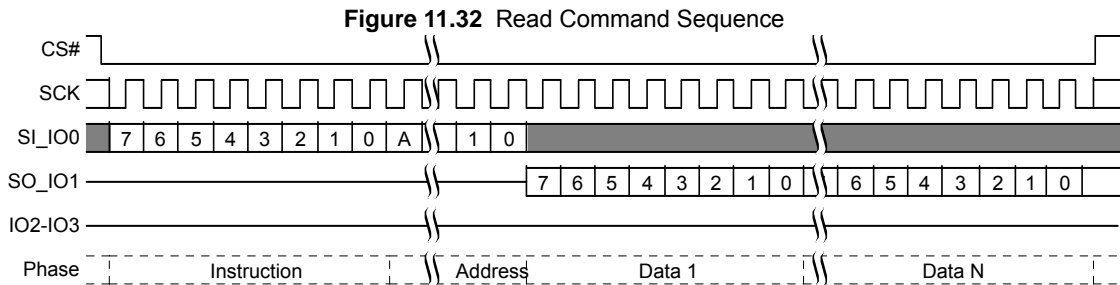 Figure 11.32 Read Command Sequence
CS#
SCK
SI_IO0 7 6 5 4 3 2 1 0 A 1 0
SO_IO1 7 6 5 4 3 2 1 0 6 5 4 3 2 1 0
IO2-IO3
Phase Instruction Address Data 1 Data N